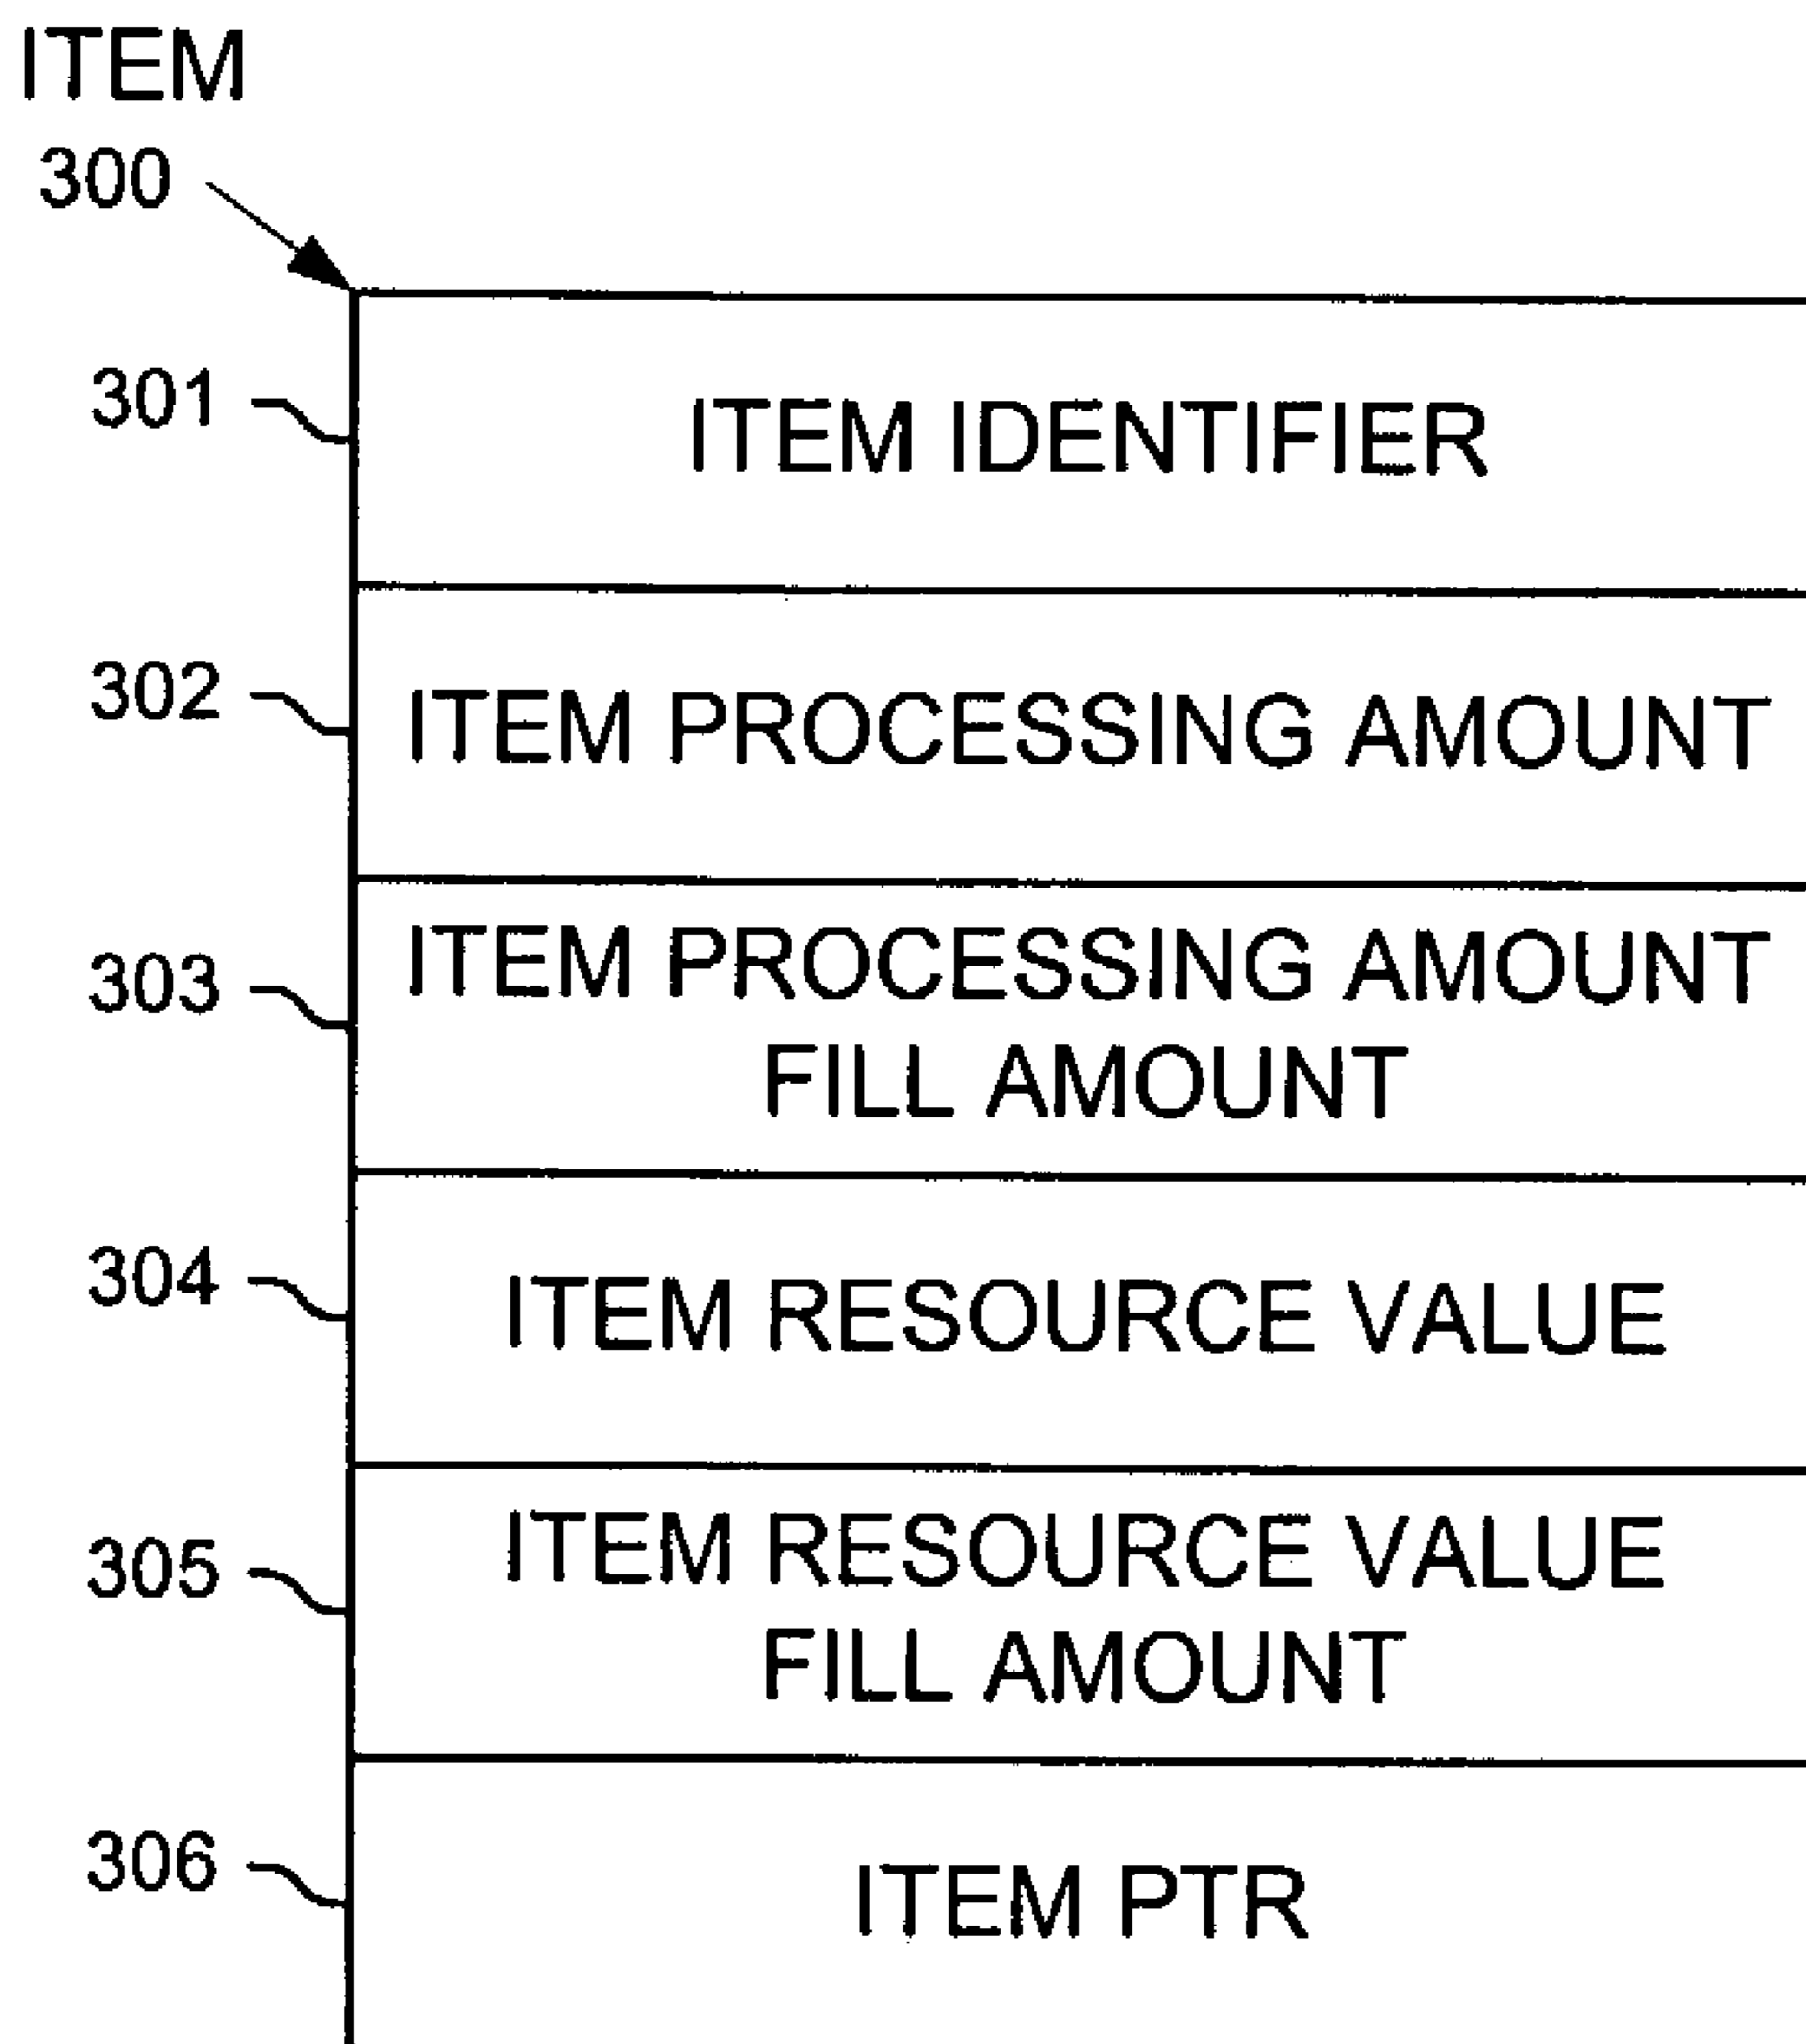 ITEM
300
301
ITEM IDENTIFIER
302
ITEM PROCESSING AMOUNT
303
ITEM PROCESSING AMOUNT
FILL AMOUNT
304
ITEM RESOURCE VALUE
305
ITEM RESOURCE VALUE
FILL AMOUNT
306
ITEM PTR